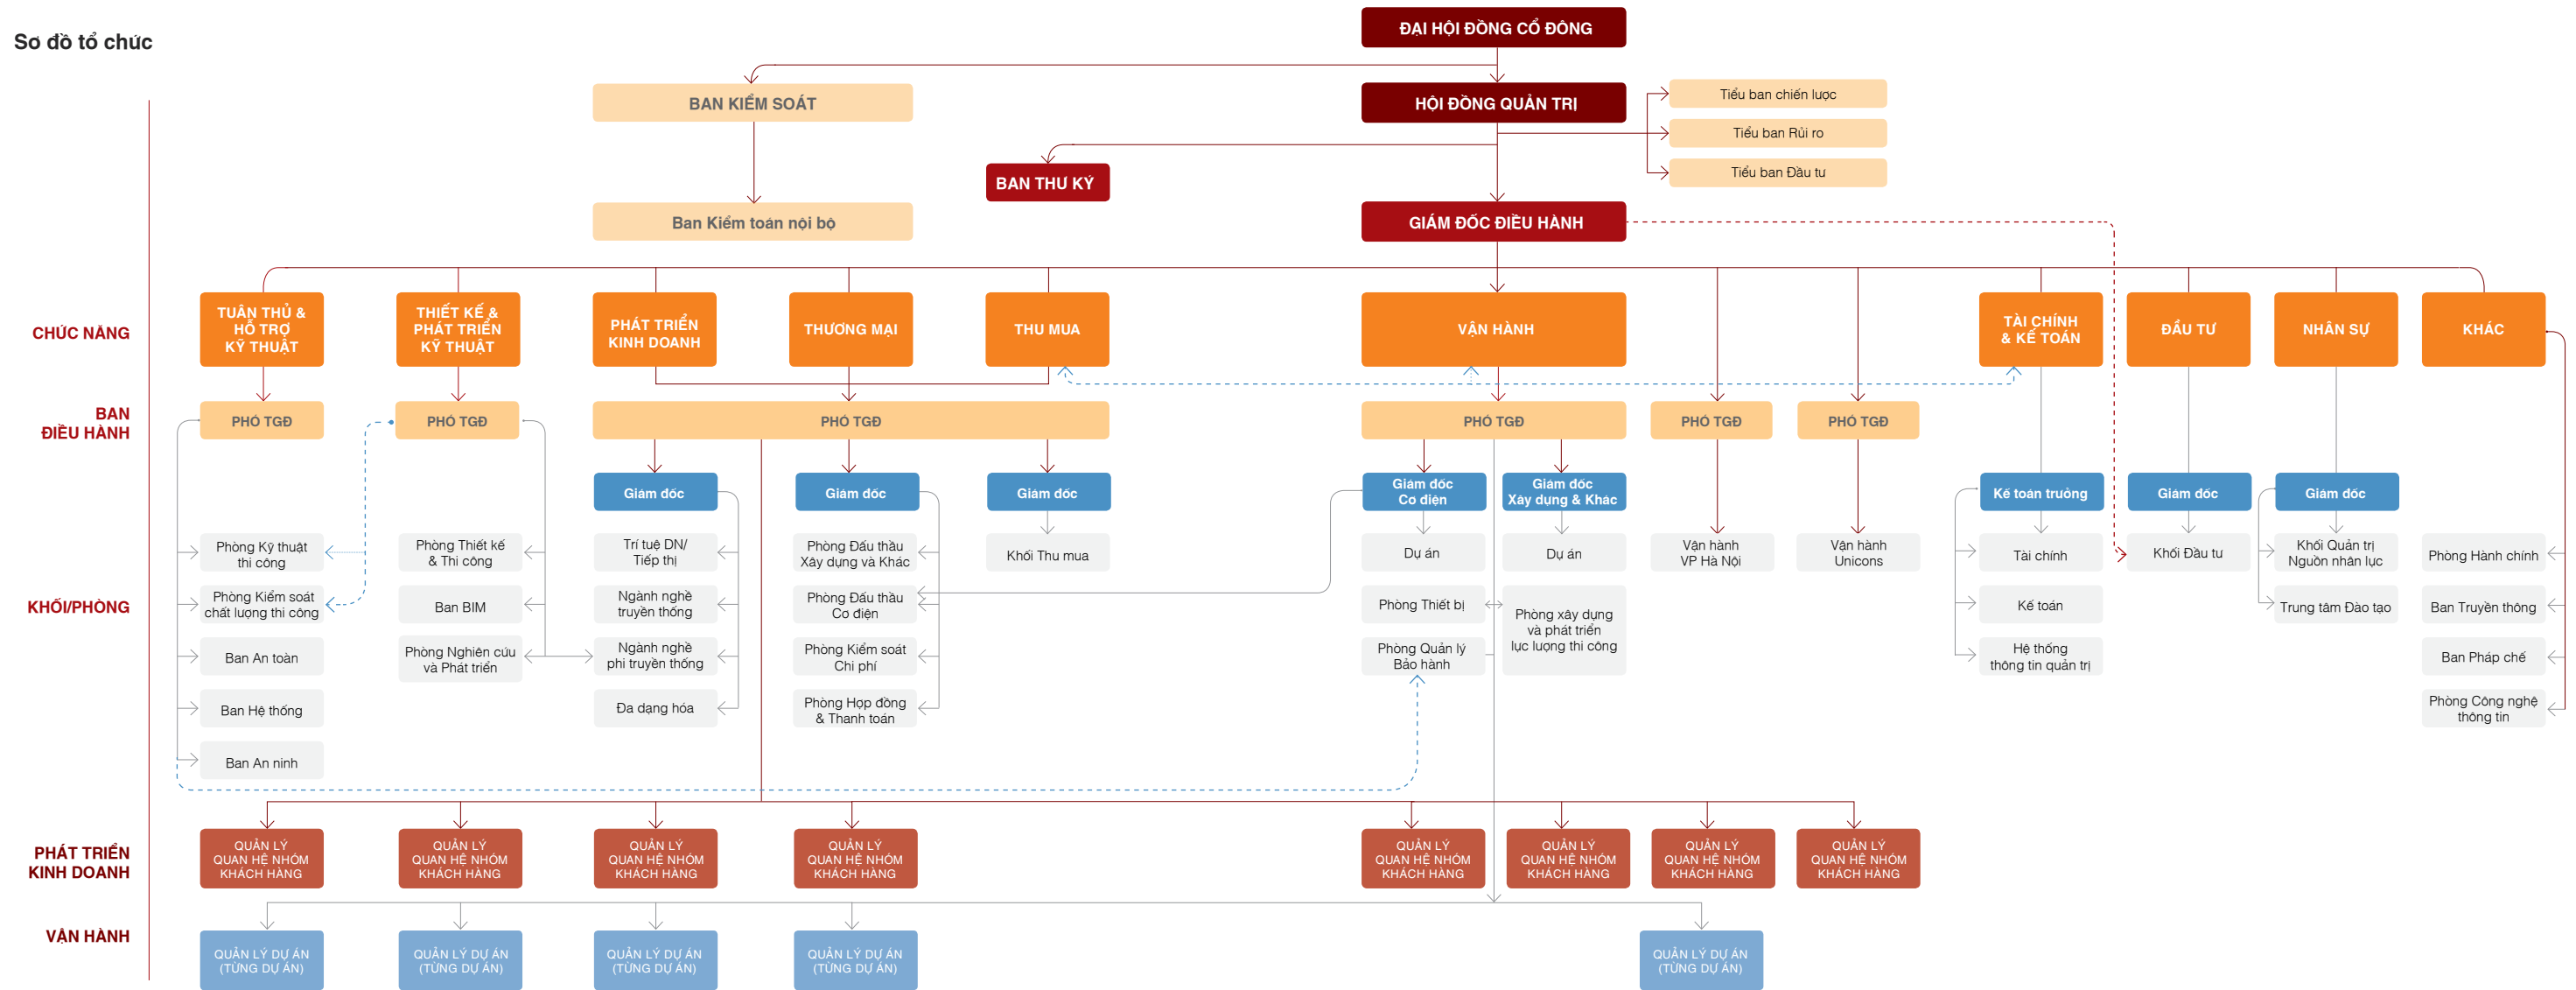 Sơ đồ tổ chức
ĐẠI HỘI ĐỒNG CỔ ĐÔNG
BAN KIỂM SOÁT
HỘI ĐỒNG QUẢN TRỊ
Tiểu ban chiến lược
Tiểu ban Rủi ro
Tiểu ban Đầu tư
BAN THƯ KÝ
Ban Kiểm toán nội bộ
GIÁM ĐỐC ĐIỀU HÀNH
CHỨC NĂNG
TUÂN THỦ &
HỖ TRỢ
KỸ THUẬT
THIẾT KẾ &
PHÁT TRIỂN
KỸ THUẬT
PHÁT TRIỂN
KINH DOANH
THƯƠNG MẠI
THU MUA
VẬN HÀNH
TÀI CHÍNH
& KẾ TOÁN
ĐẦU TƯ
NHÂN SỰ
KHÁC
BAN
ĐIỀU HÀNH
PHÓ TGĐ
PHÓ TGĐ
PHÓ TGĐ
PHÓ TGĐ
PHÓ TGĐ
PHÓ TGĐ
Giám đốc
Giám đốc
Giám đốc
Giám đốc
Cơ điện
Giám đốc
Xây dựng & Khác
Kế toán trưởng
Giám đốc
Giám đốc
KHỐI/PHÒNG
Phòng Kỹ thuật
thi công
Phòng Kiểm soát
chất lượng thi công
Ban An toàn
Ban Hệ thống
Ban An ninh
Phòng Thiết kế
& Thi công
Ban BIM
Phòng Nghiên cứu
và Phát triển
Trí tuệ DN/
Tiếp thị
Ngành nghề
truyền thống
Ngành nghề
phi truyền thống
Đa dạng hóa
Phòng Đấu thầu
Xây dựng và Khác
Phòng Đấu thầu
Cơ điện
Phòng Kiểm soát
Chi phí
Phòng Hợp đồng
& Thanh toán
Khối Thu mua
Dự án
Phòng Thiết bị
Phòng Quản lý
Bảo hành
Dự án
Phòng xây dựng
và phát triển
lực lượng thi công
Vận hành
VP Hà Nội
Vận hành
Unicons
Tài chính
Kế toán
Hệ thống
thông tin quản trị
Khối Đầu tư
Khối Quản trị
Nguồn nhân lực
Trung tâm Đào tạo
Phòng Hành chính
Ban Truyền thông
Ban Pháp chế
Phòng Công nghệ
thông tin
PHÁT TRIỂN
KINH DOANH
QUẢN LÝ
QUAN HỆ NHÓM
KHÁCH HÀNG
QUẢN LÝ
QUAN HỆ NHÓM
KHÁCH HÀNG
QUẢN LÝ
QUAN HỆ NHÓM
KHÁCH HÀNG
QUẢN LÝ
QUAN HỆ NHÓM
KHÁCH HÀNG
QUẢN LÝ
QUAN HỆ NHÓM
KHÁCH HÀNG
QUẢN LÝ
QUAN HỆ NHÓM
KHÁCH HÀNG
QUẢN LÝ
QUAN HỆ NHÓM
KHÁCH HÀNG
QUẢN LÝ
QUAN HỆ NHÓM
KHÁCH HÀNG
VẬN HÀNH
QUẢN LÝ DỰ ÁN
(TỪNG DỰ ÁN)
QUẢN LÝ DỰ ÁN
(TỪNG DỰ ÁN)
QUẢN LÝ DỰ ÁN
(TỪNG DỰ ÁN)
QUẢN LÝ DỰ ÁN
(TỪNG DỰ ÁN)
QUẢN LÝ DỰ ÁN
(TỪNG DỰ ÁN)